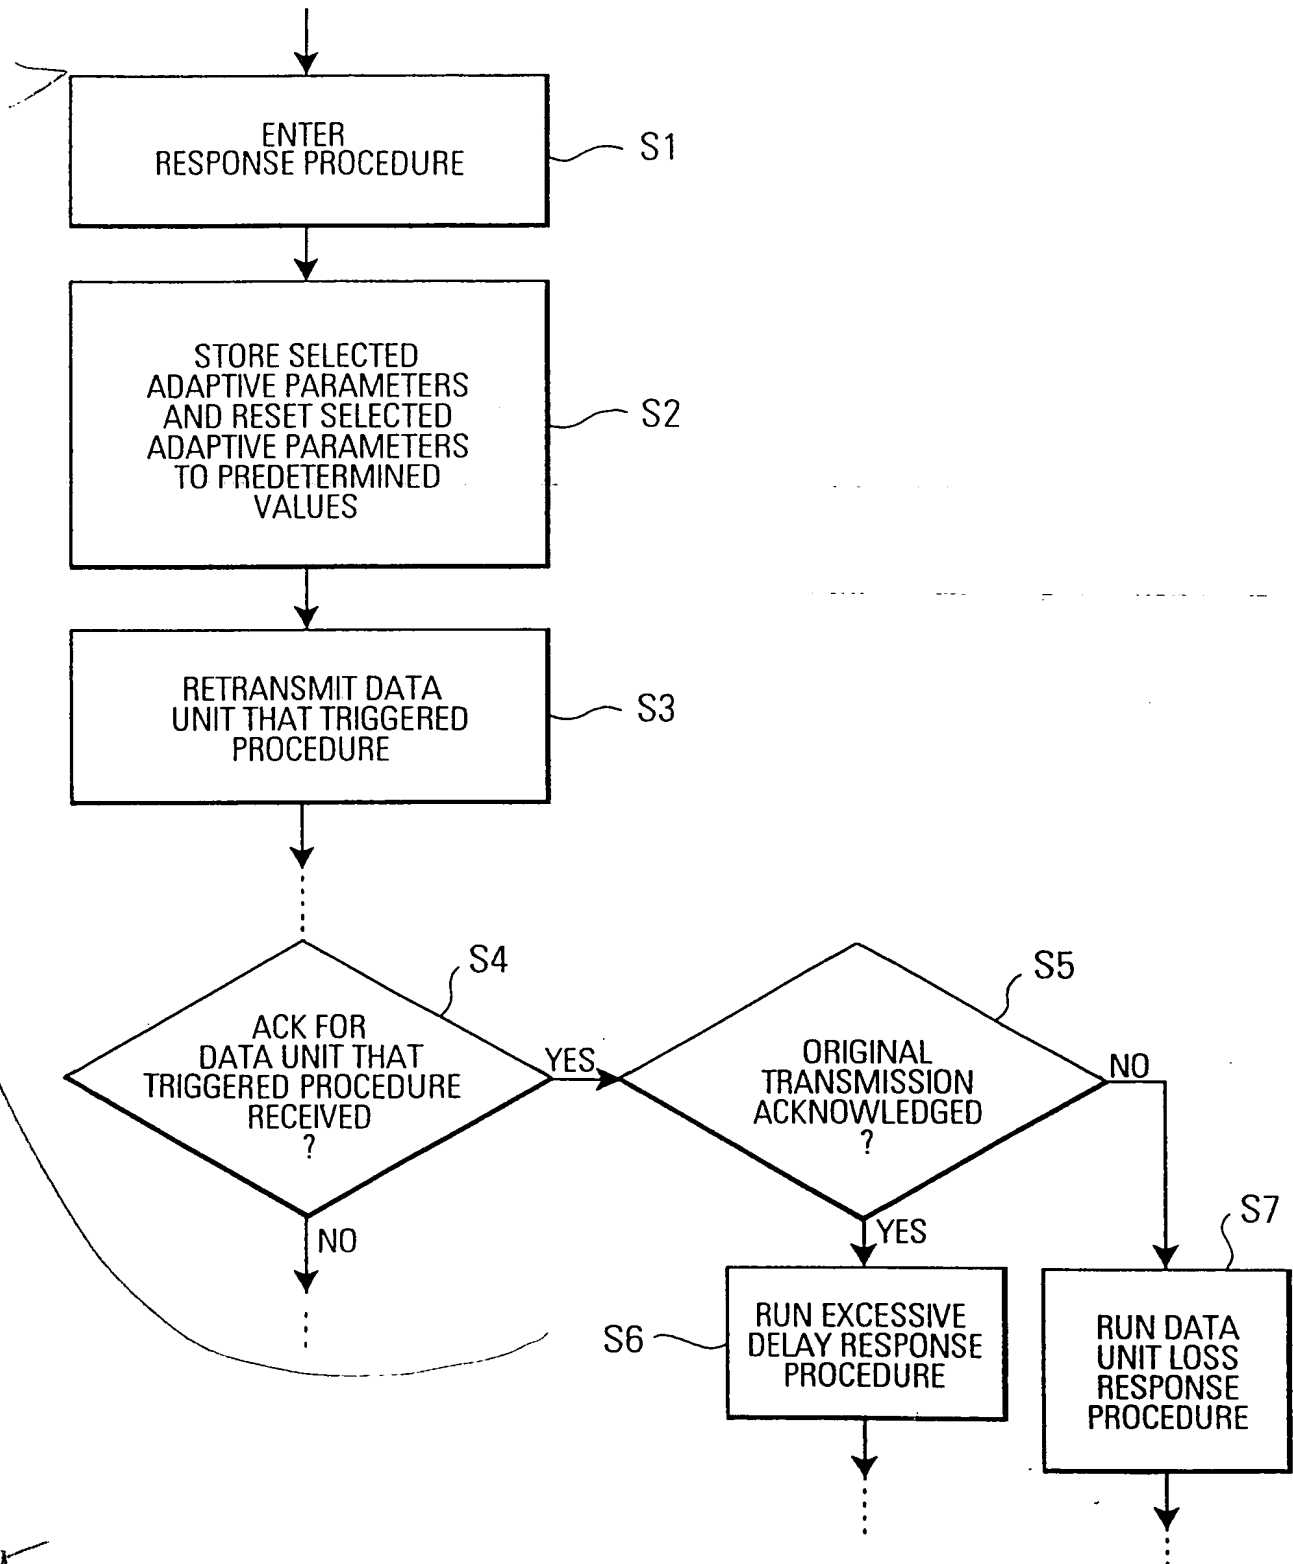 ENTER
RESPONSE PROCEDURE
S1
STORE SELECTED
ADAPTIVE PARAMETERS
AND RESET SELECTED
ADAPTIVE PARAMETERS
TO PREDETERMINED
VALUES
S2
RETRANSMIT DATA
UNIT THAT TRIGGERED
PROCEDURE
S3
ACK FOR
DATA UNIT THAT
TRIGGERED PROCEDURE
RECEIVED
?
S4
YES
NO
ORIGINAL
TRANSMISSION
ACKNOWLEDGED
?
S5
NO
YES
RUN EXCESSIVE
DELAY RESPONSE
PROCEDURE
S6
RUN DATA
UNIT LOSS
RESPONSE
PROCEDURE
S7